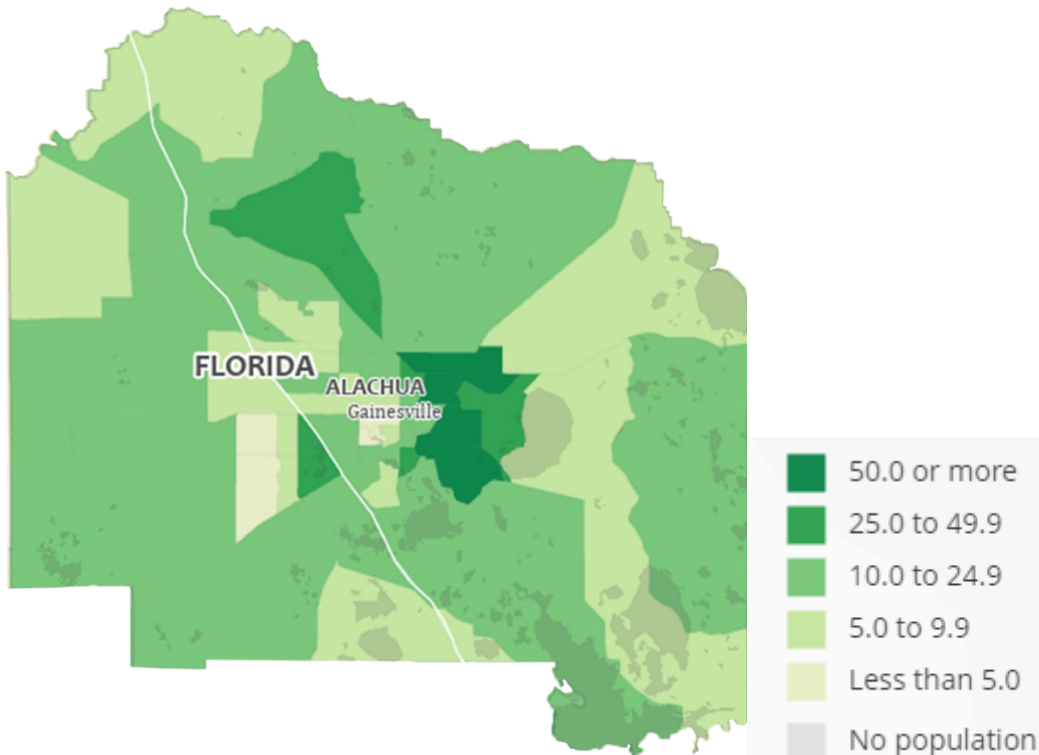 FLORIDA
ALACHUA
Gainesville
50.0 or more
25.0 to 49.9
10.0 to 24.9
5.0 to 9.9
Less than 5.0
No population